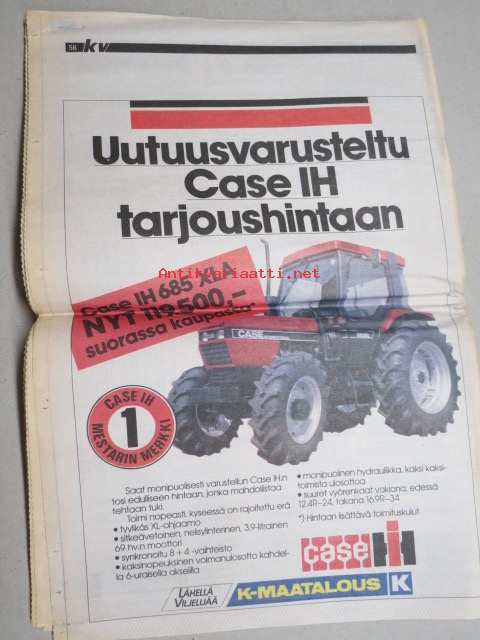 58 kv
Uutuusvarusteltu
Case IH
tarjoushintaan
Antikvariaatti.net
Case IH 685 XLA
NYT 119 500,-
suorassa kaupassa*
CASE
CASE IH
1
MESTARIN MERKKI
Saat monipuolisesti varustellun Case IH:n
tosi edulliseen hintaan, jonka mahdollistaa
tehtaan tuki.
Toimi nopeasti, kyseessä on rajoitettu erä.
• tyylikäs XL-ohjaamo
• sitkeävetoinen, nelisylinterinen, 3,9-litrainen
69 hv:n moottori
• synkronoitu 8 + 4 -vaihteisto
• kaksinopeuksinen voimanulosotto kahdel-
la 6-uraisella akselilla
• monipuolinen hydrauliikka, kaksi kaksi-
toimista ulosottoa
• suuret vyörenkaat vakiona, edessä
12.4R-24, takana 16.9R-34
*) Hintaan lisättävä toimituskulut
case IH
LÄHELLÄ
VILJELIJÄÄ
K-MAATALOUS K